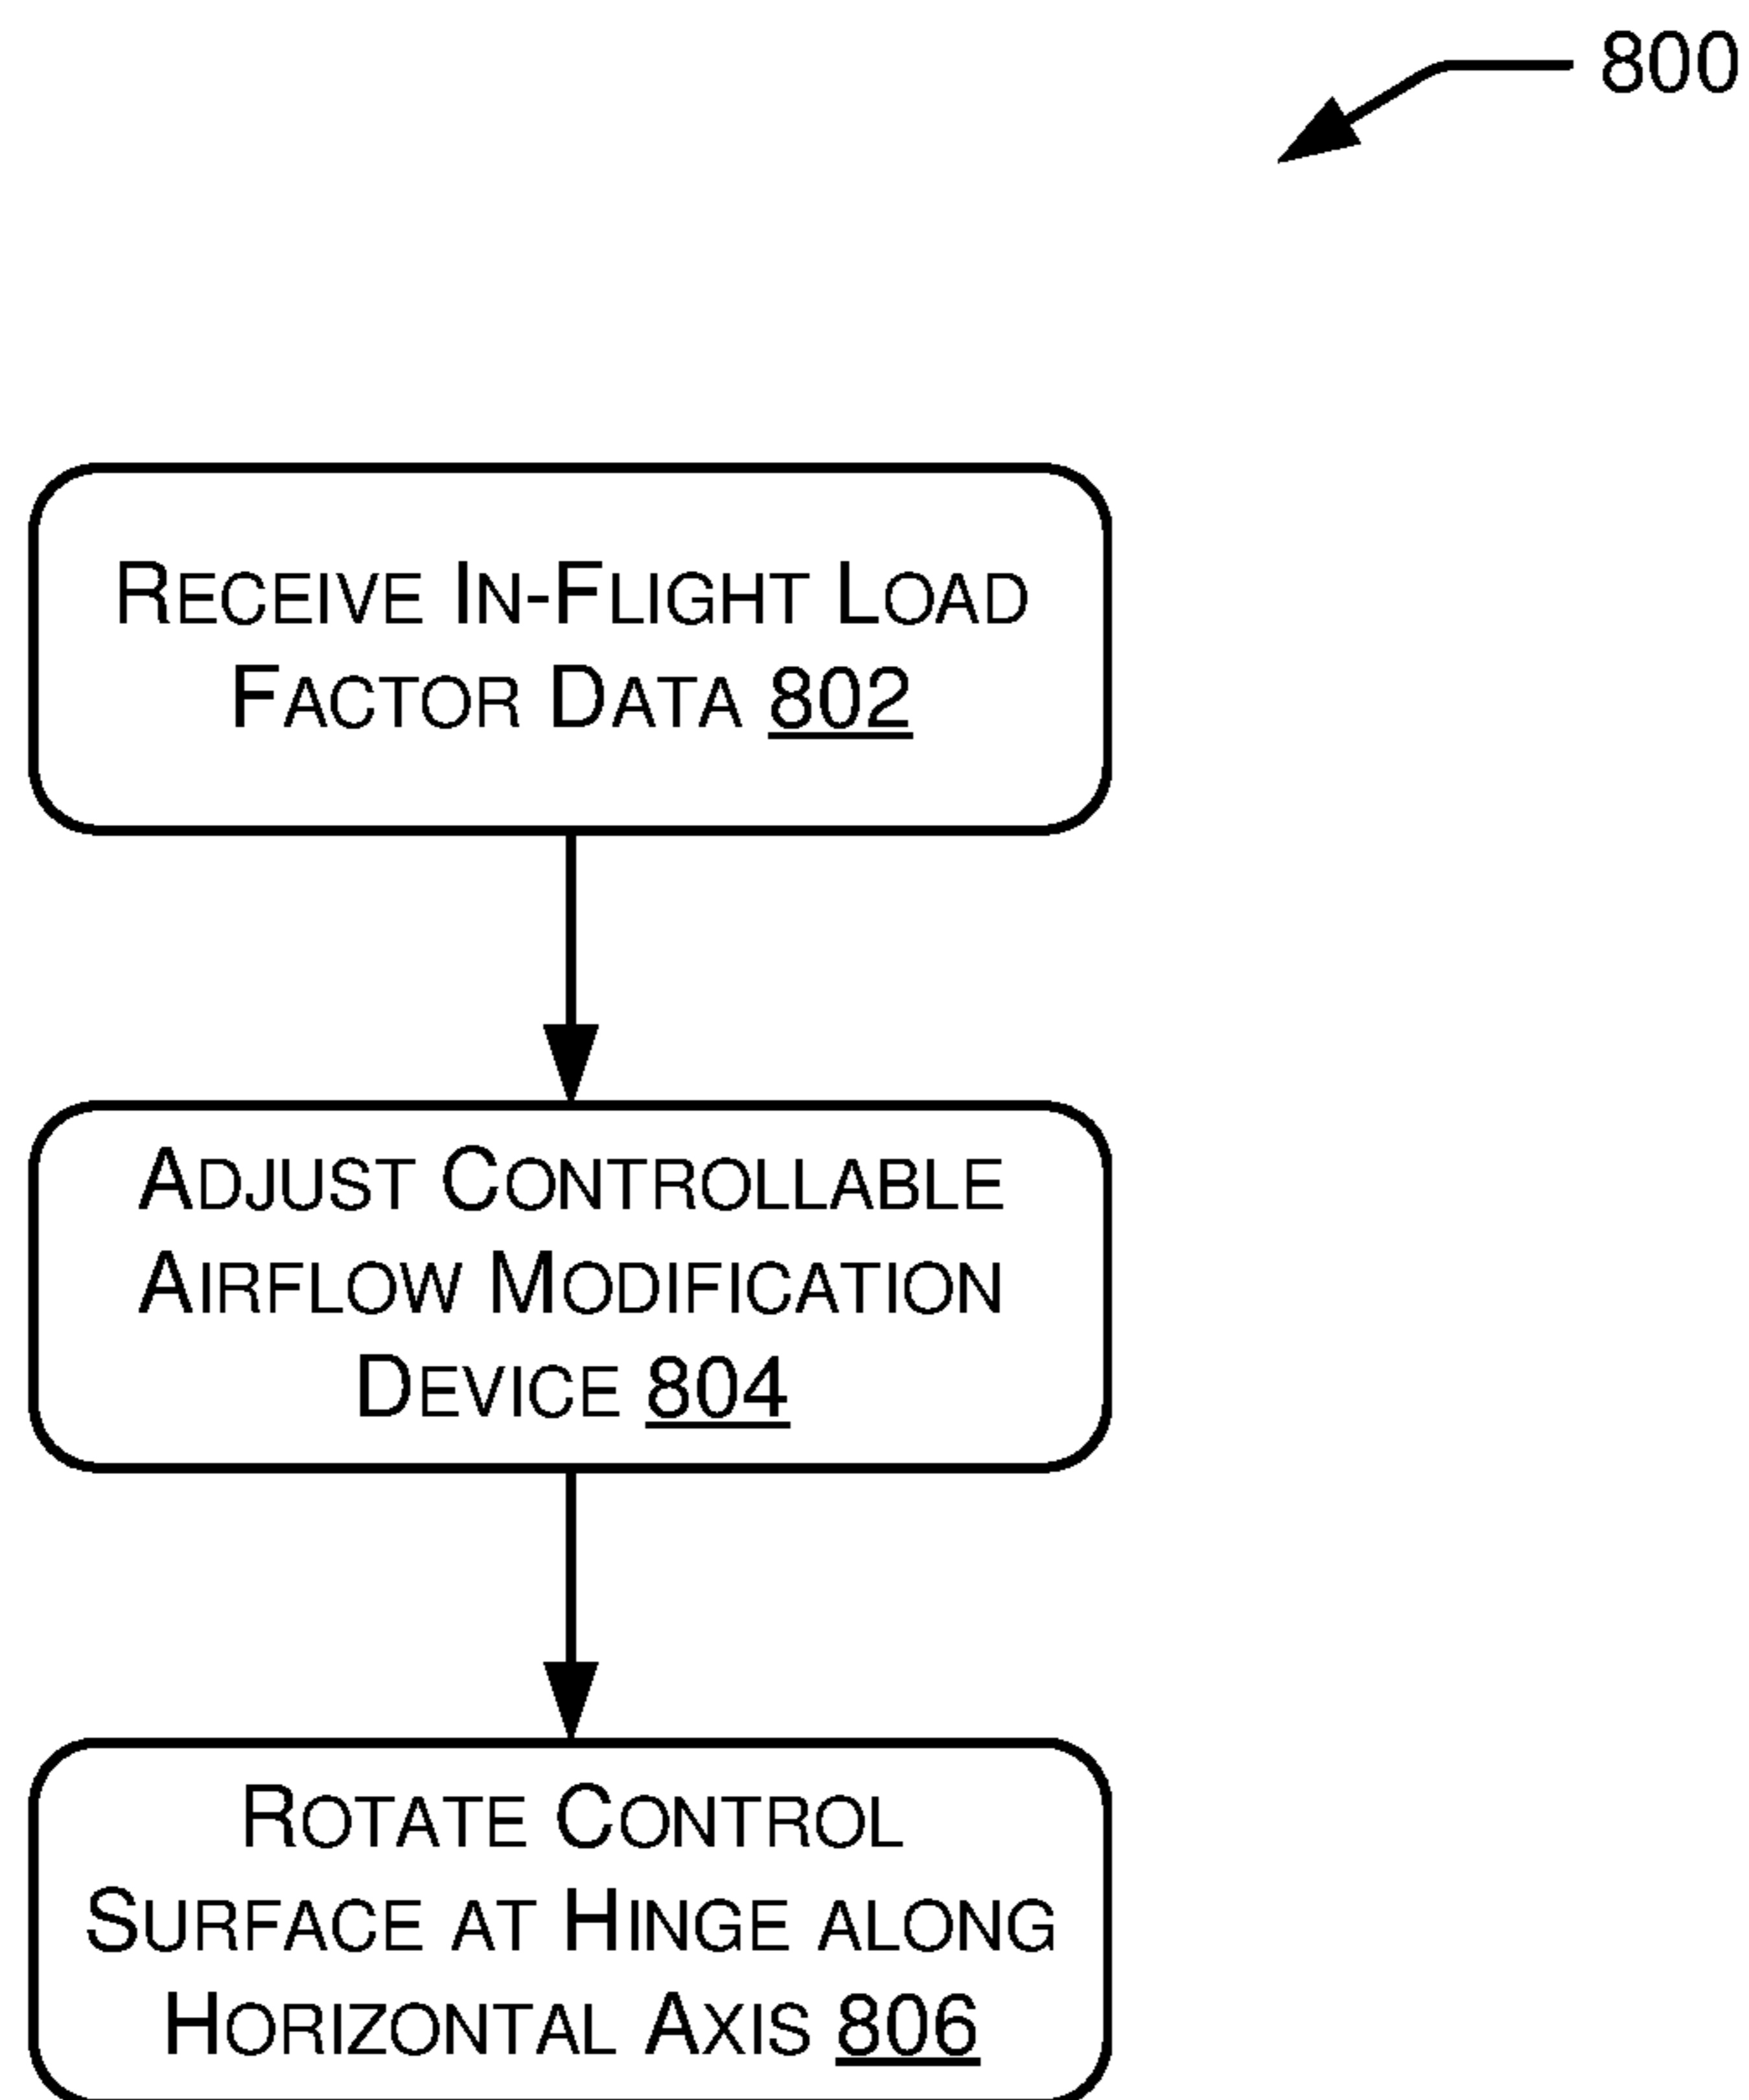 800
RECEIVE IN-FLIGHT LOAD
FACTOR DATA 802
ADJUST CONTROLLABLE
AIRFLOW MODIFICATION
DEVICE 804
ROTATE CONTROL
SURFACE AT HINGE ALONG
HORIZONTAL AXIS 806